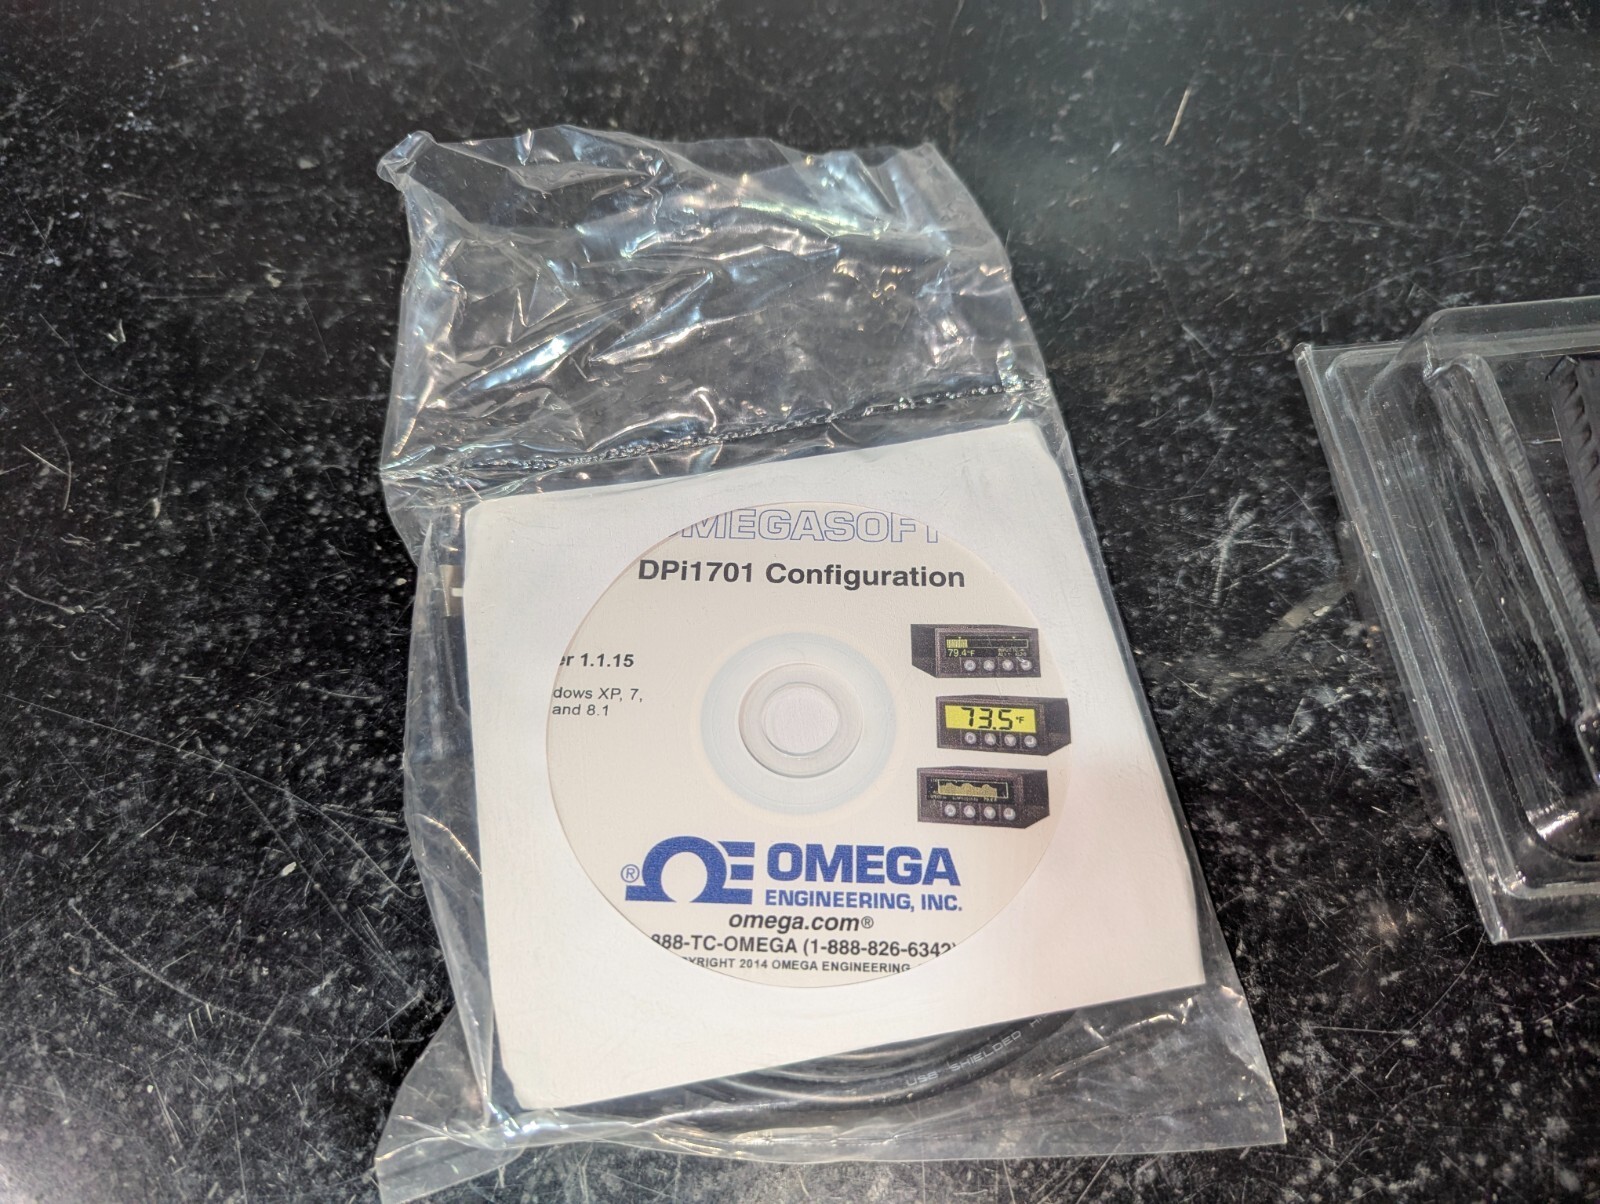 MEGASOFT
DPi1701 Configuration
er 1.1.15
dows XP, 7,
and 8.1
79.4°F
73.5°F
® OMEGA
ENGINEERING, INC.
omega.com®
888-TC-OMEGA (1-888-826-6342)
YRIGHT 2014 OMEGA ENGINEERING
USB SHIELDED